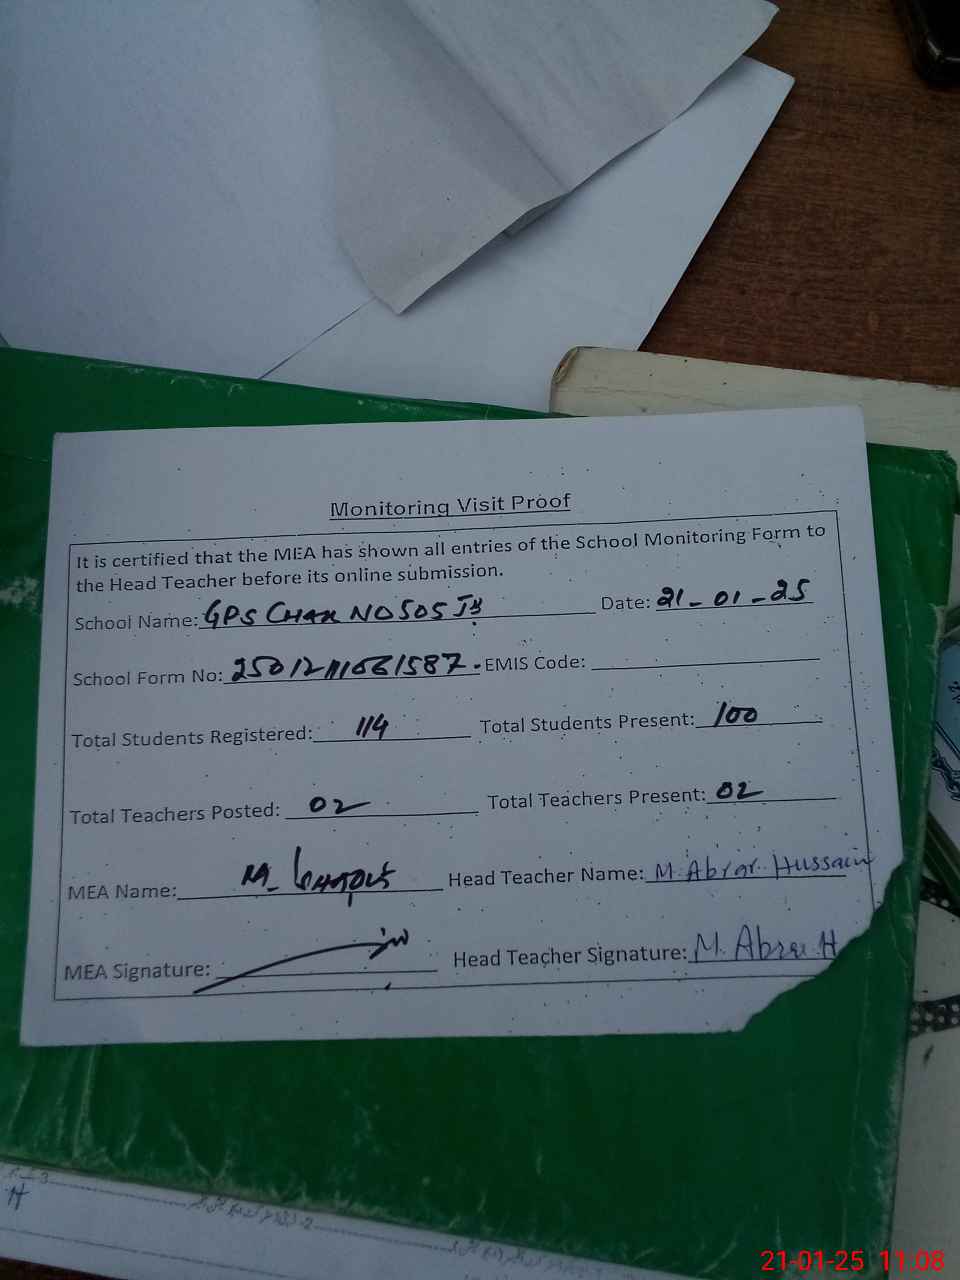 Monitoring Visit Proof
It is certified that the MEA has shown all entries of the School Monitoring Form to
the Head Teacher before its online submission.
School Name: GPS CHAK NO 505 JB Date: 21-01-25
School Form No: EMIS Code:
Total Students Registered: 114 Total Students Present: 100
Total Teachers Posted: 02 Total Teachers Present: 02
MEA Name: M. Head Teacher Name: M. Abrar Hussain
MEA Signature: Head Teacher Signature: M. Abrar H
21-01-25 11:08